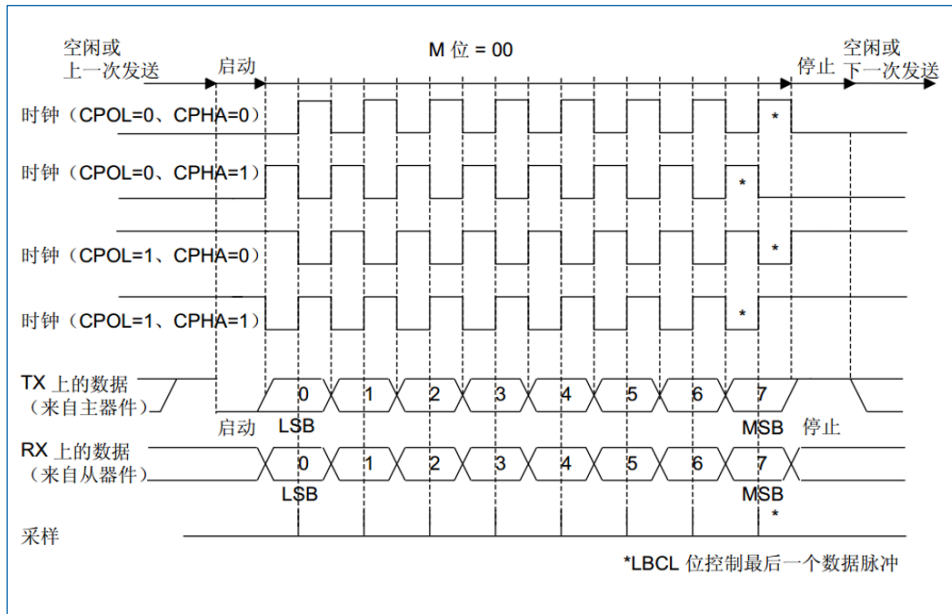 空闲或
上一次发送
启动
M 位 = 00
停止
空闲或
下一次发送
时钟（CPOL=0、CPHA=0）
*
时钟（CPOL=0、CPHA=1）
*
时钟（CPOL=1、CPHA=0）
*
时钟（CPOL=1、CPHA=1）
*
TX 上的数据
（来自主器件）
0 1 2 3 4 5 6 7
启动
LSB
MSB
停止
RX 上的数据
（来自从器件）
0 1 2 3 4 5 6 7
LSB
MSB
采样
*
*LBCL 位控制最后一个数据脉冲